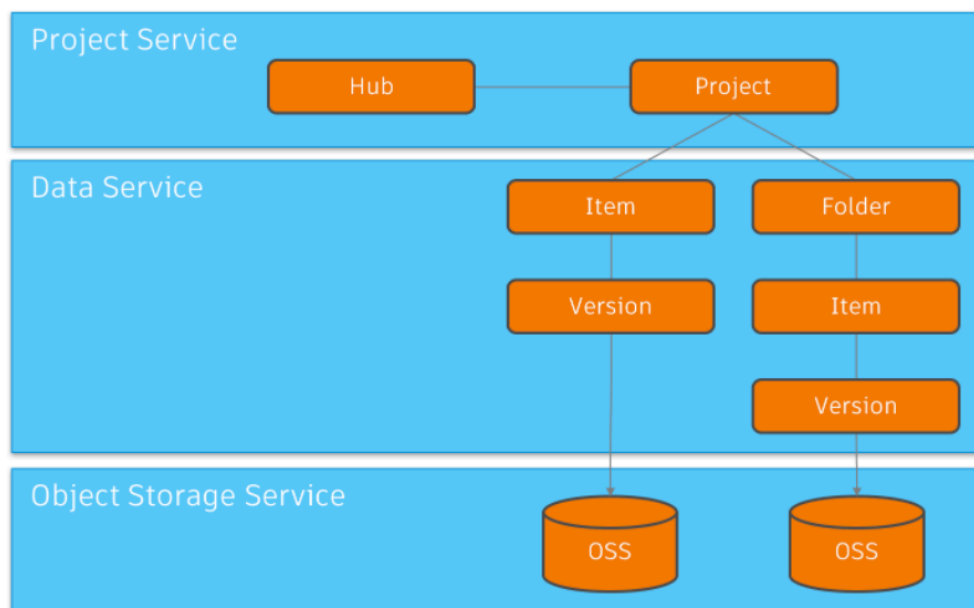 Project Service
Hub
Project
Data Service
Item
Folder
Version
Item
Version
Object Storage Service
OSS
OSS